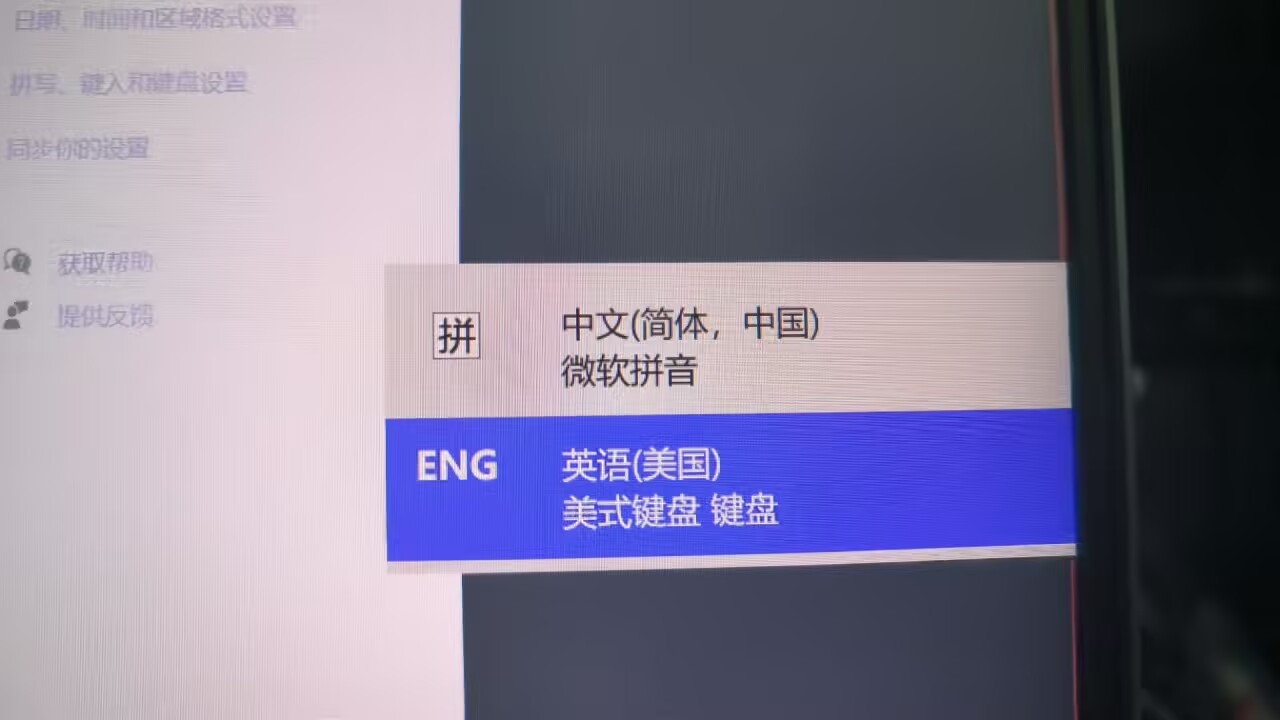 日期、时间和区域格式设置
拼写、键入和键盘设置
同步你的设置
获取帮助
提供反馈
拼
中文(简体，中国)
微软拼音
ENG
英语(美国)
美式键盘 键盘